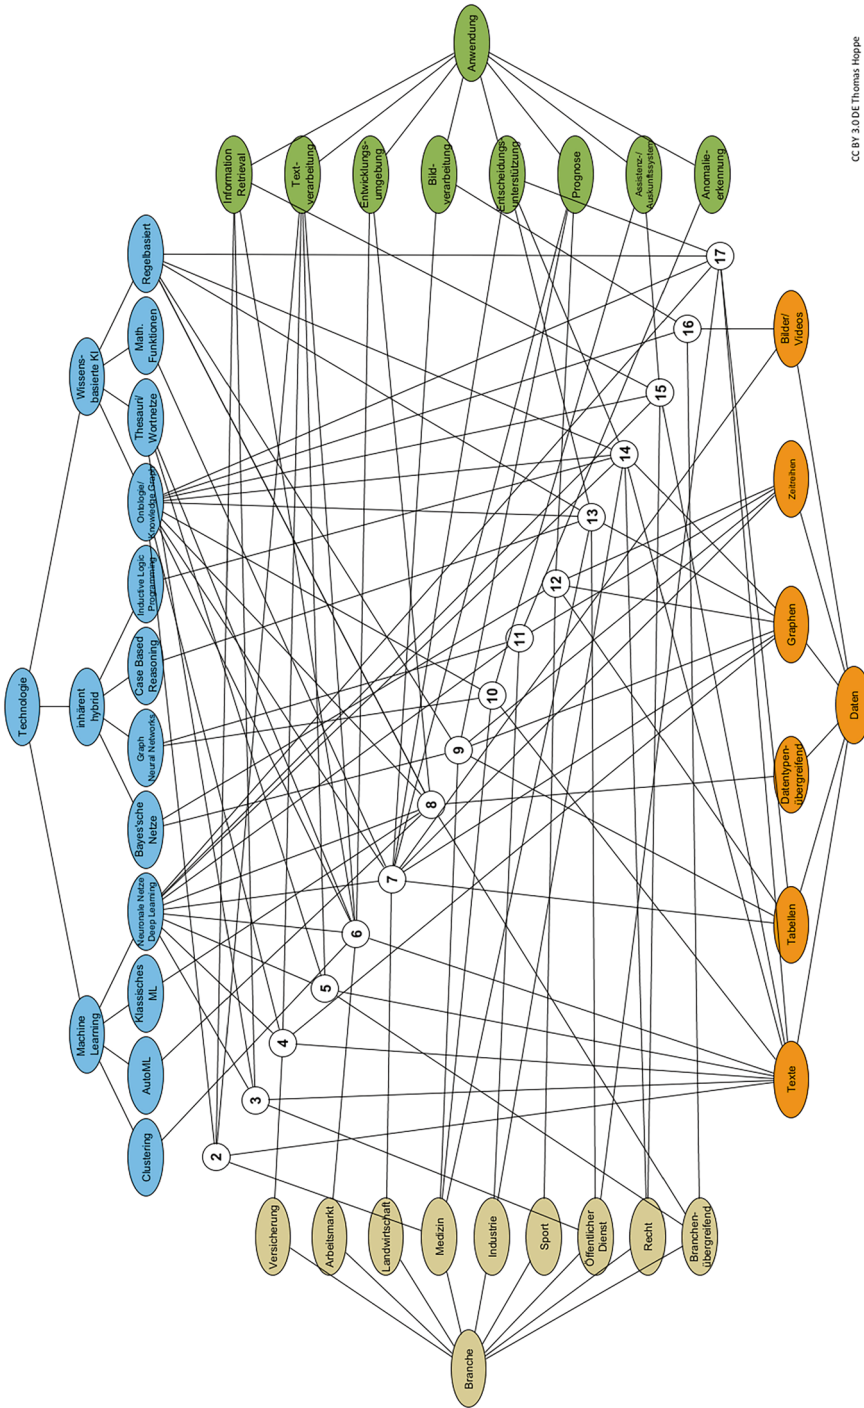 Technologie
Machine
Learning
inhärent
hybrid
Wissens-
basierte KI
Clustering
AutoML
Klassisches
ML
Neuronale Netze
Deep Learning
Bayes'sche
Netze
Graph
Neural Networks
Case Based
Reasoning
Inductive Logic
Programming
Ontologie/
Knowledge Graph
Thesauri/
Wortnetze
Math.
Funktionen
Regelbasiert
Branche
Versicherung
Arbeitsmarkt
Landwirtschaft
Medizin
Industrie
Sport
Öffentlicher
Dienst
Recht
Branchen-
übergreifend
2
3
4
5
6
7
8
9
10
11
12
13
14
15
16
17
Information
Retrieval
Text-
verarbeitung
Entwicklungs-
umgebung
Bild-
verarbeitung
Entscheidungs-
unterstützung
Prognose
Assistenz-/
Auskunftssystem
Anomalie-
erkennung
Anwendung
Texte
Tabellen
Datentypen-
übergreifend
Graphen
Zeitreihen
Bilder/
Videos
Daten
CC BY 3.0 DE Thomas Hoppe